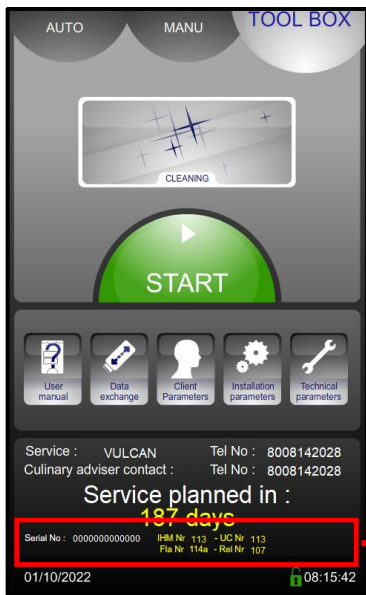 AUTO MANU TOOL BOX
CLEANING
START
User manual
Data exchange
Client Parameters
Installation parameters
Technical parameters
Service : VULCAN Tel No : 8008142028
Culinary adviser contact : Tel No : 8008142028
Service planned in :
187 days
Serial No : 0000000000000 IHM Nr 113 - UC Nr 113
Fla Nr 114a - Rel Nr 107
01/10/2022 08:15:42